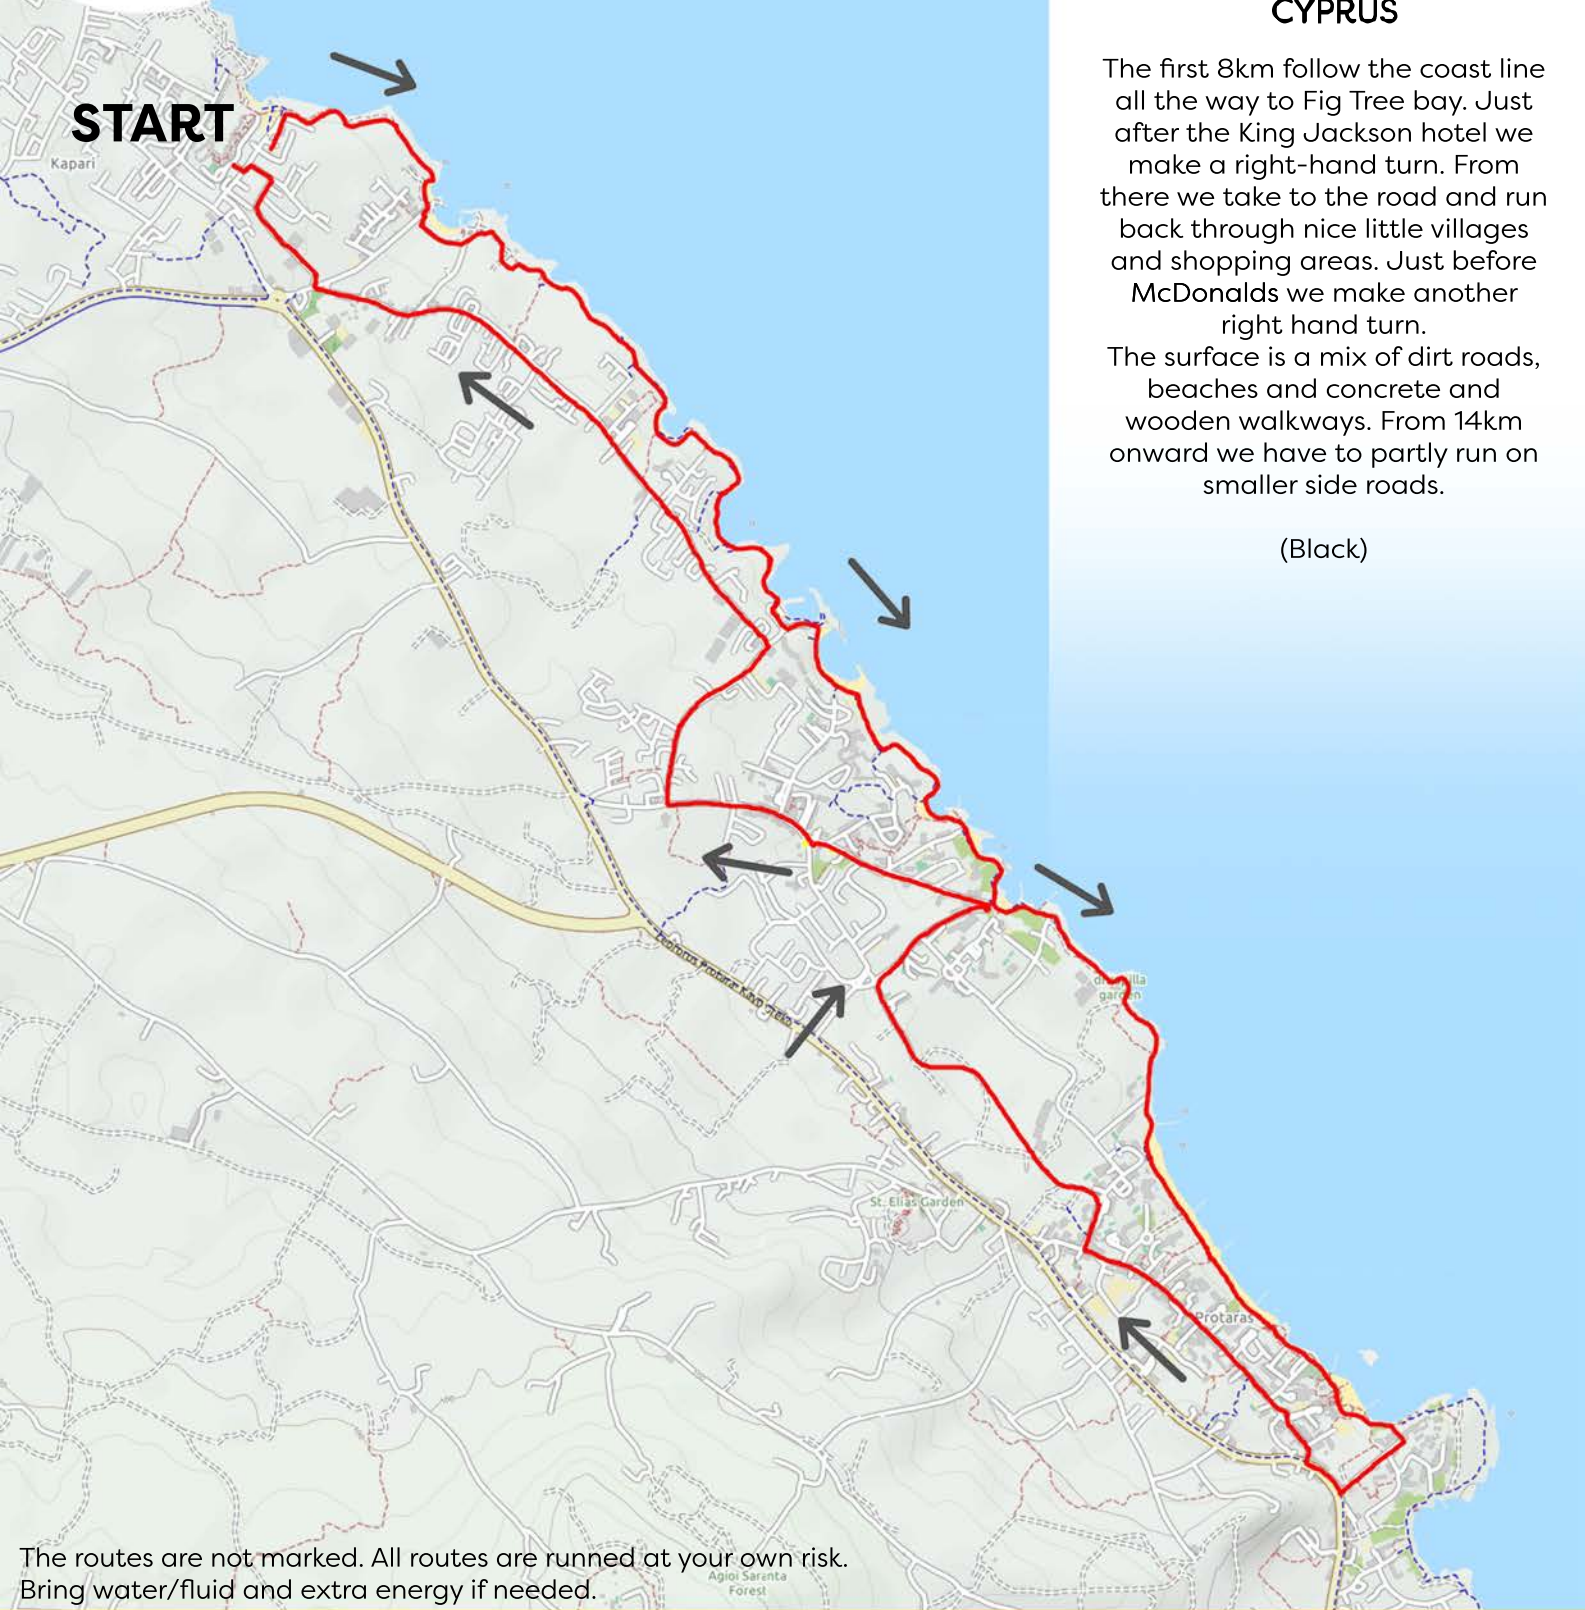 CYPRUS
The first 8km follow the coast line
all the way to Fig Tree bay. Just
after the King Jackson hotel we
make a right-hand turn. From
there we take to the road and run
back through nice little villages
and shopping areas. Just before
McDonalds we make another
right hand turn.
The surface is a mix of dirt roads,
beaches and concrete and
wooden walkways. From 14km
onward we have to partly run on
smaller side roads.
(Black)
START
Kapari
garden
St. Elias Garden
Protaras
The routes are not marked. All routes are runned at your own risk.
Bring water/fluid and extra energy if needed.
Agioi Saranta
Forest